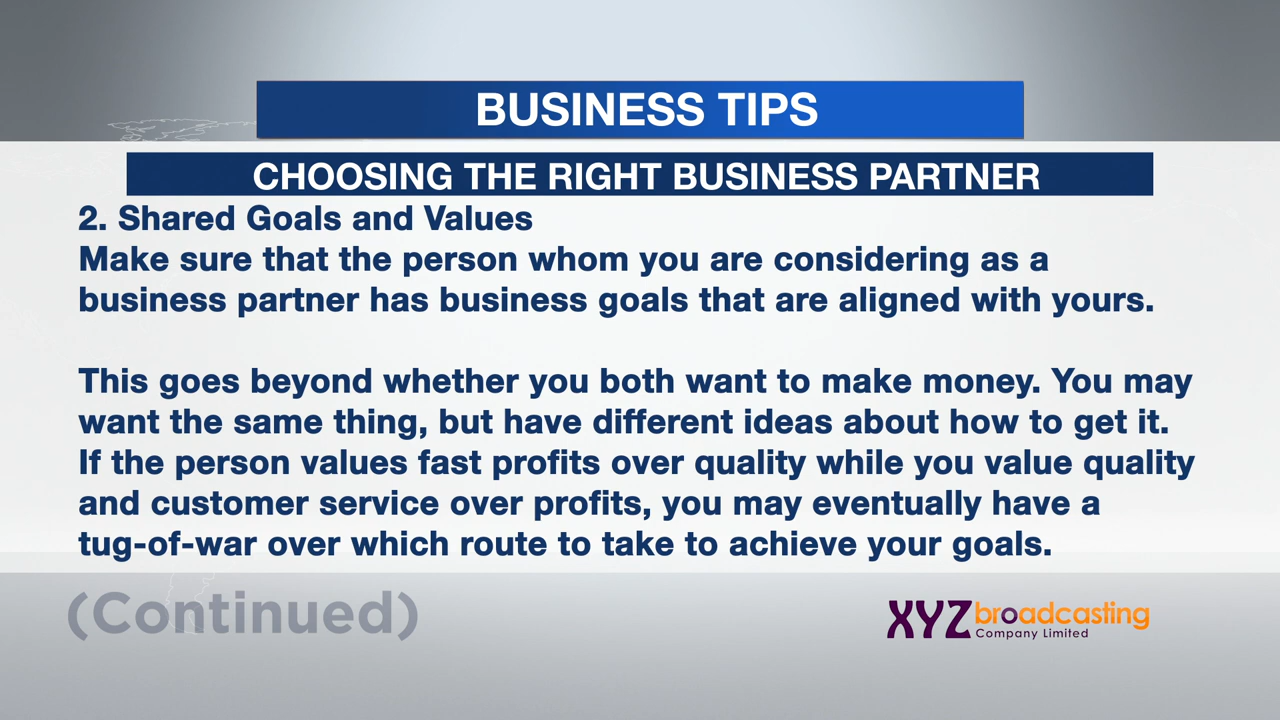 BUSINESS TIPS
CHOOSING THE RIGHT BUSINESS PARTNER
2. Shared Goals and Values
Make sure that the person whom you are considering as a
business partner has business goals that are aligned with yours.
This goes beyond whether you both want to make money. You may
want the same thing, but have different ideas about how to get it.
If the person values fast profits over quality while you value quality
and customer service over profits, you may eventually have a
tug-of-war over which route to take to achieve your goals.
(Continued)
XYZ broadcasting
Company Limited